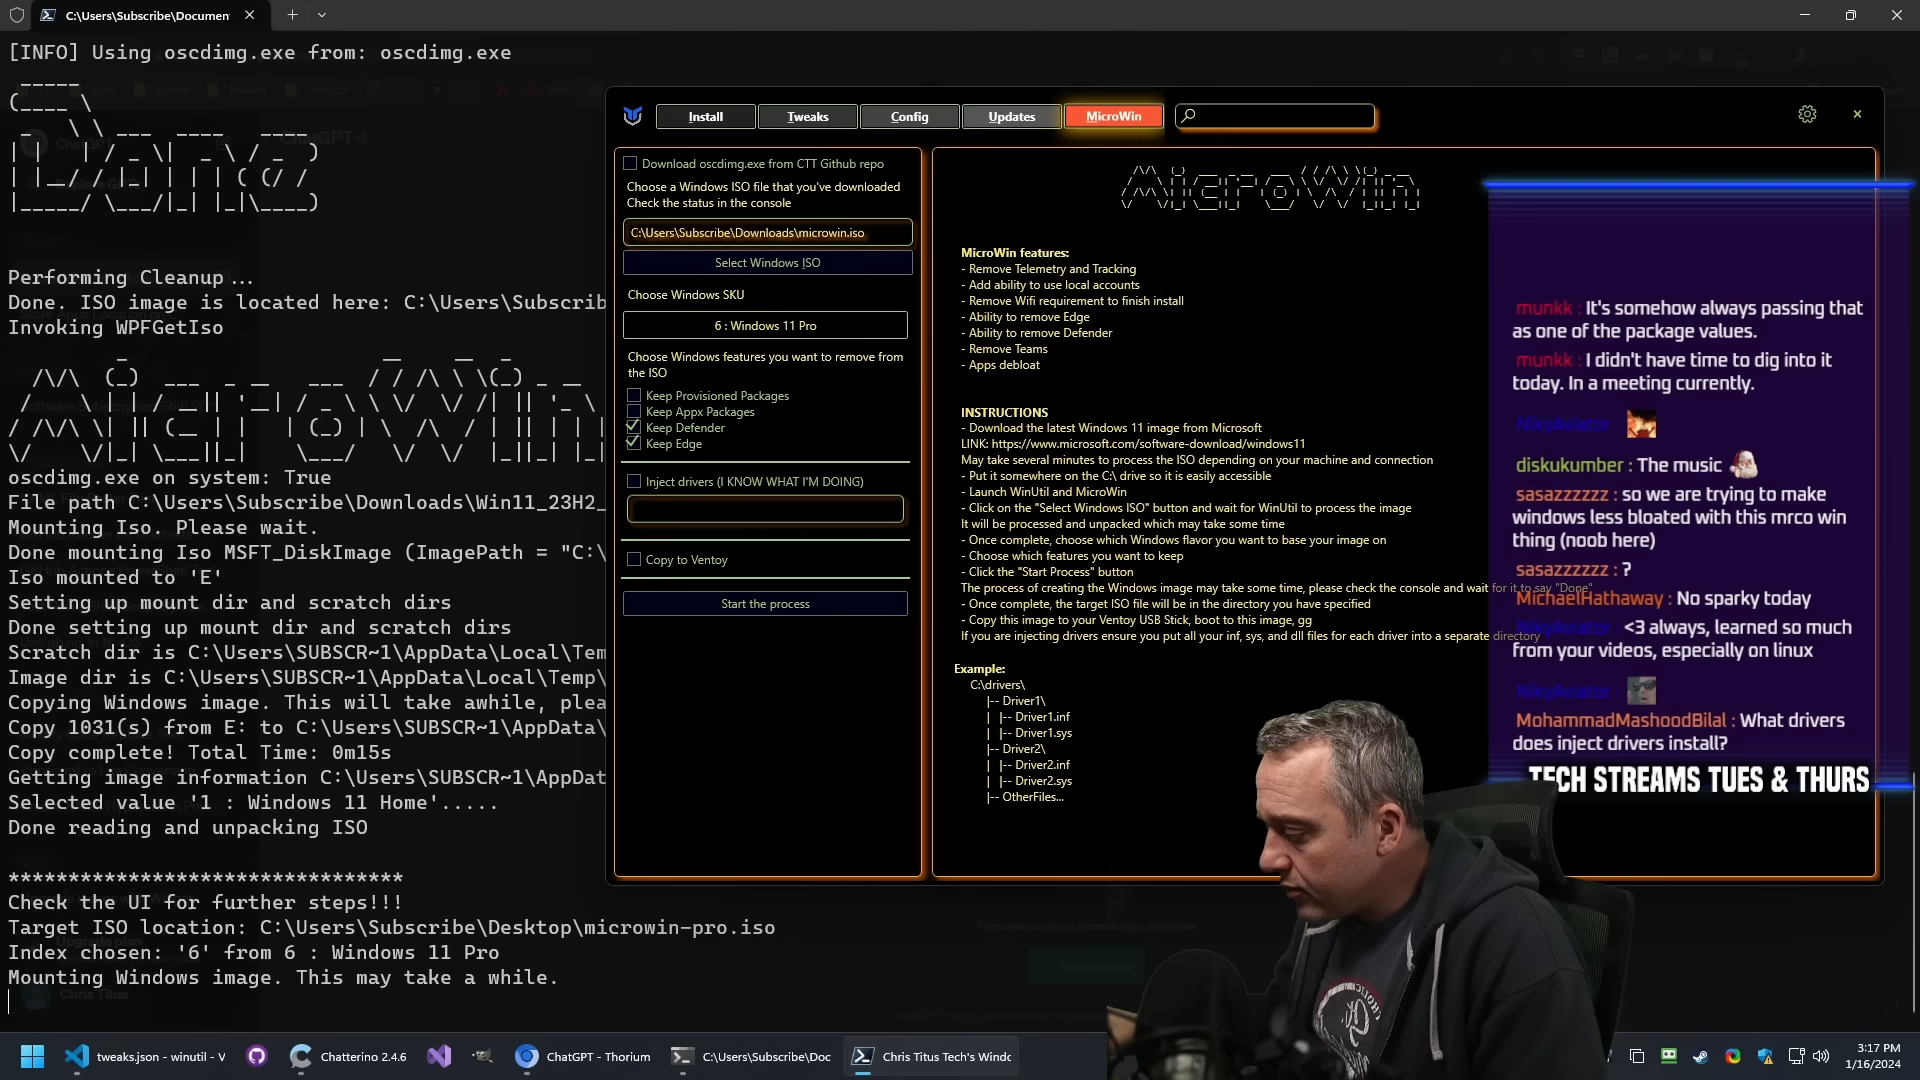 C:\Users\Subscribe\Documen
[INFO] Using oscdimg.exe from: oscdimg.exe
Performing Cleanup...
Done. ISO image is located here: C:\Users\Subscrib
Invoking WPFGetIso
oscdimg.exe on system: True
File path C:\Users\Subscribe\Downloads\Win11_23H2_
Mounting Iso. Please wait.
Done mounting Iso MSFT_DiskImage (ImagePath = "C:\
Iso mounted to 'E'
Setting up mount dir and scratch dirs
Done setting up mount dir and scratch dirs
Scratch dir is C:\Users\SUBSCR~1\AppData\Local\Tem
Image dir is C:\Users\SUBSCR~1\AppData\Local\Temp\
Copying Windows image. This will take awhile, plea
Copy 1031(s) from E: to C:\Users\SUBSCR~1\AppData\
Copy complete! Total Time: 0m15s
Getting image information C:\Users\SUBSCR~1\AppDat
Selected value '1 : Windows 11 Home'.....
Done reading and unpacking ISO
*********************************
Check the UI for further steps!!!
Target ISO location: C:\Users\Subscribe\Desktop\microwin-pro.iso
Index chosen: '6' from 6 : Windows 11 Pro
Mounting Windows image. This may take a while.
Chris Titus
Install
Tweaks
Config
Updates
MicroWin
Download oscdimg.exe from CTT Github repo
Choose a Windows ISO file that you've downloaded
Check the status in the console
C:\Users\Subscribe\Downloads\microwin.iso
Select Windows ISO
Choose Windows SKU
6 : Windows 11 Pro
Choose Windows features you want to remove from
the ISO
Keep Provisioned Packages
Keep Appx Packages
Keep Defender
Keep Edge
Inject drivers (I KNOW WHAT I'M DOING)
Copy to Ventoy
Start the process
MicroWin features:
- Remove Telemetry and Tracking
- Add ability to use local accounts
- Remove Wifi requirement to finish install
- Ability to remove Edge
- Ability to remove Defender
- Remove Teams
- Apps debloat
INSTRUCTIONS
- Download the latest Windows 11 image from Microsoft
LINK: https://www.microsoft.com/software-download/windows11
May take several minutes to process the ISO depending on your machine and connection
- Put it somewhere on the C:\ drive so it is easily accessible
- Launch WinUtil and MicroWin
- Click on the "Select Windows ISO" button and wait for WinUtil to process the image
It will be processed and unpacked which may take some time
- Once complete, choose which Windows flavor you want to base your image on
- Choose which features you want to keep
- Click the "Start Process" button
The process of creating the Windows image may take some time, please check the console and wait for it to say "Done"
- Once complete, the target ISO file will be in the directory you have specified
- Copy this image to your Ventoy USB Stick, boot to this image, gg
If you are injecting drivers ensure you put all your inf, sys, and dll files for each driver into a separate directory
Example:
C:\drivers\
|-- Driver1\
| |-- Driver1.inf
| |-- Driver1.sys
|-- Driver2\
| |-- Driver2.inf
| |-- Driver2.sys
|-- OtherFiles...
munkk : It's somehow always passing that
as one of the package values.
munkk : I didn't have time to dig into it
today. In a meeting currently.
NikyAviator
diskukumber : The music
sasazzzzzz : so we are trying to make
windows less bloated with this mrco win
thing (noob here)
sasazzzzzz : ?
MichaelHathaway : No sparky today
NikyAviator <3 always, learned so much
from your videos, especially on linux
NikyAviator
MohammadMashoodBilal : What drivers
does inject drivers install?
TECH STREAMS TUES & THURS
tweaks.json - winutil - V
Chatterino 2.4.6
ChatGPT - Thorium
C:\Users\Subscribe\Doc
Chris Titus Tech's Windo
3:17 PM
1/16/2024